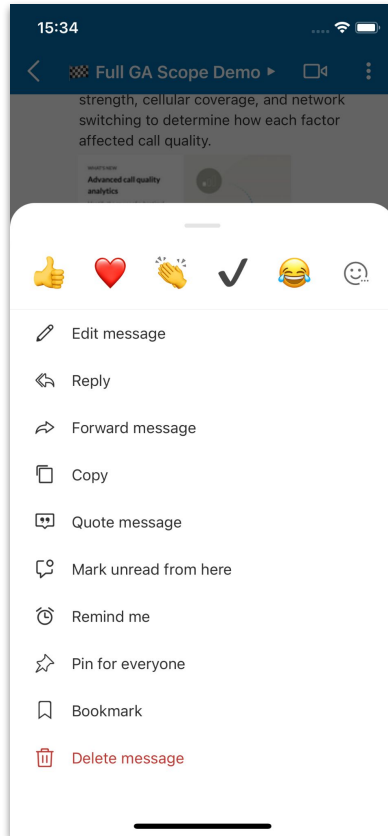 15:34
Full GA Scope Demo
strength, cellular coverage, and network
switching to determine how each factor
affected call quality.
WHAT'S NEW
Advanced call quality
analytics
Edit message
Reply
Forward message
Copy
Quote message
Mark unread from here
Remind me
Pin for everyone
Bookmark
Delete message